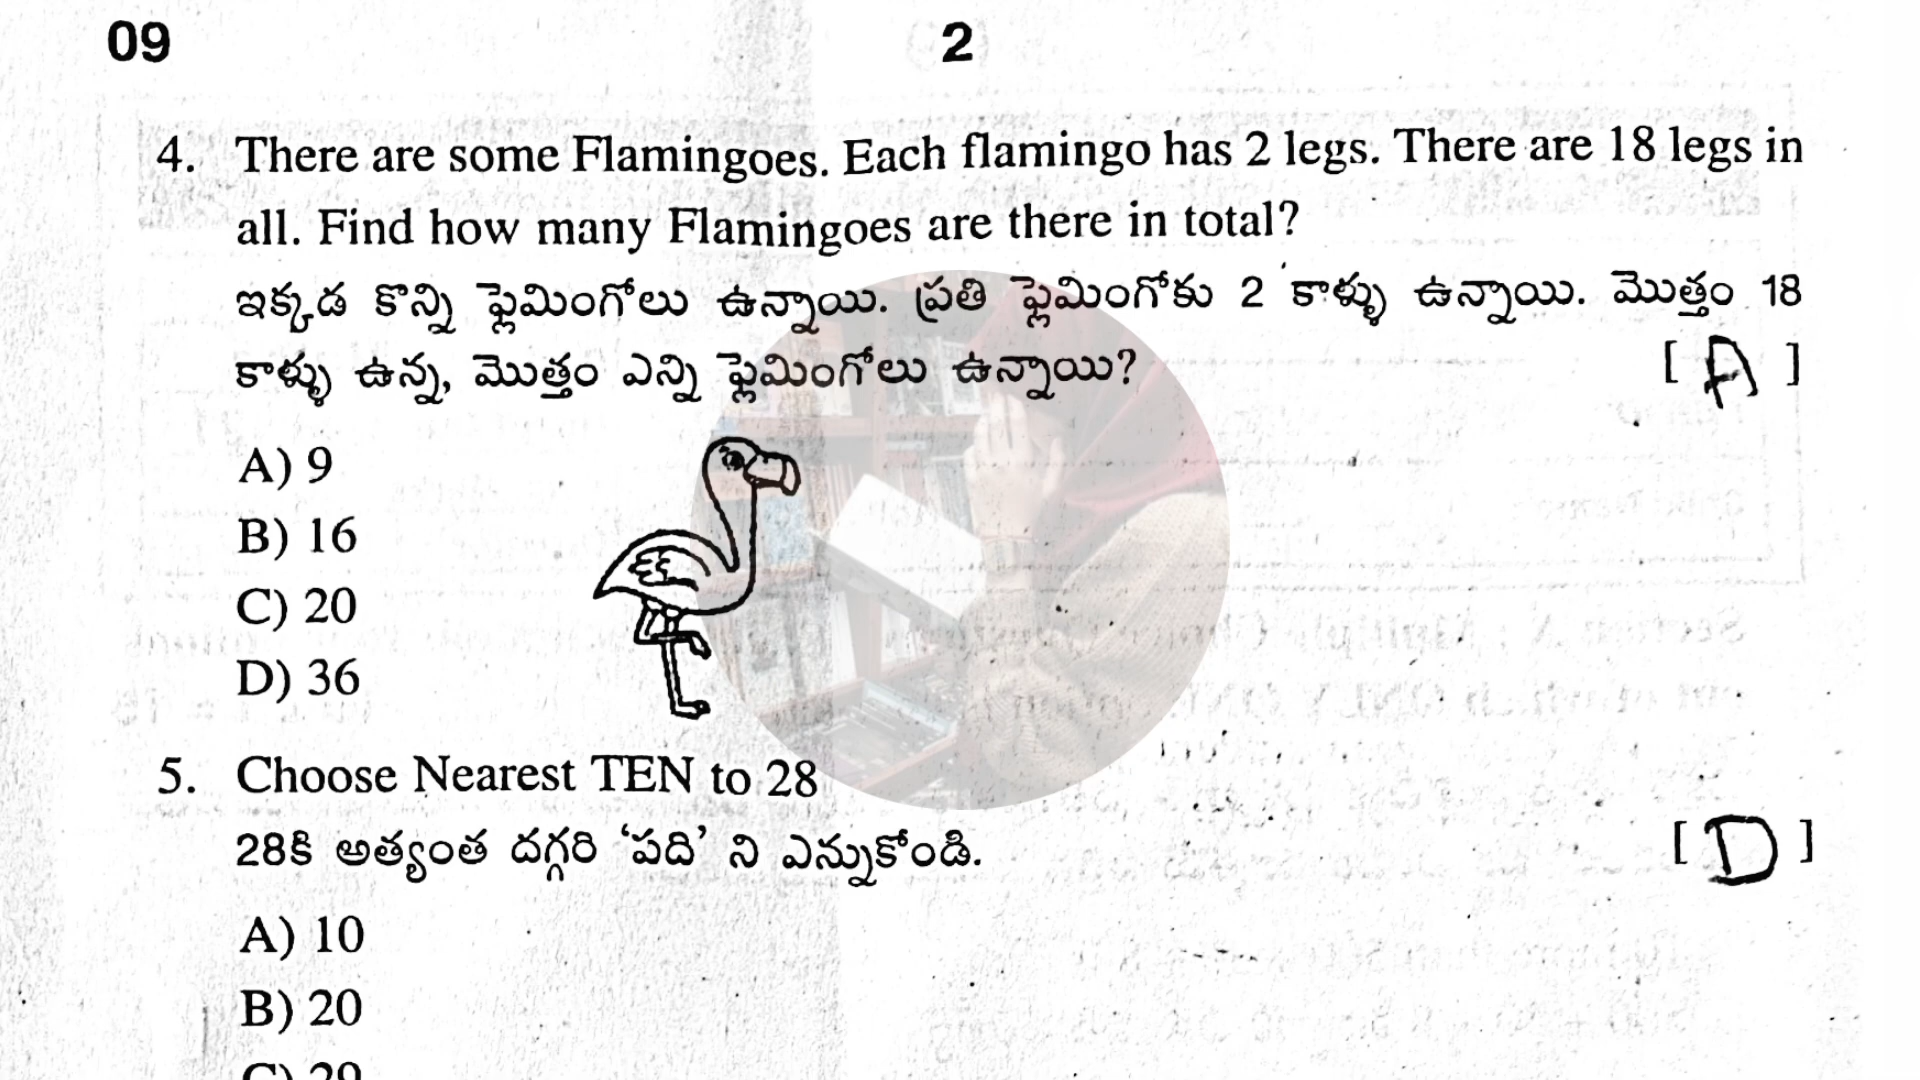 09
2
4. There are some Flamingoes. Each flamingo has 2 legs. There are 18 legs in
all. Find how many Flamingoes are there in total?
ఇక్కడ కొన్ని ఫ్లెమింగోలు ఉన్నాయి. ప్రతి ఫ్లెమింగోకు 2 కాళ్ళు ఉన్నాయి. మొత్తం 18
కాళ్ళు ఉన్న, మొత్తం ఎన్ని ఫ్లెమింగోలు ఉన్నాయి?
[ A ]
A) 9
B) 16
C) 20
D) 36
5. Choose Nearest TEN to 28
28కి అత్యంత దగ్గరి ‘పది’ ని ఎన్నుకోండి.
[ D ]
A) 10
B) 20